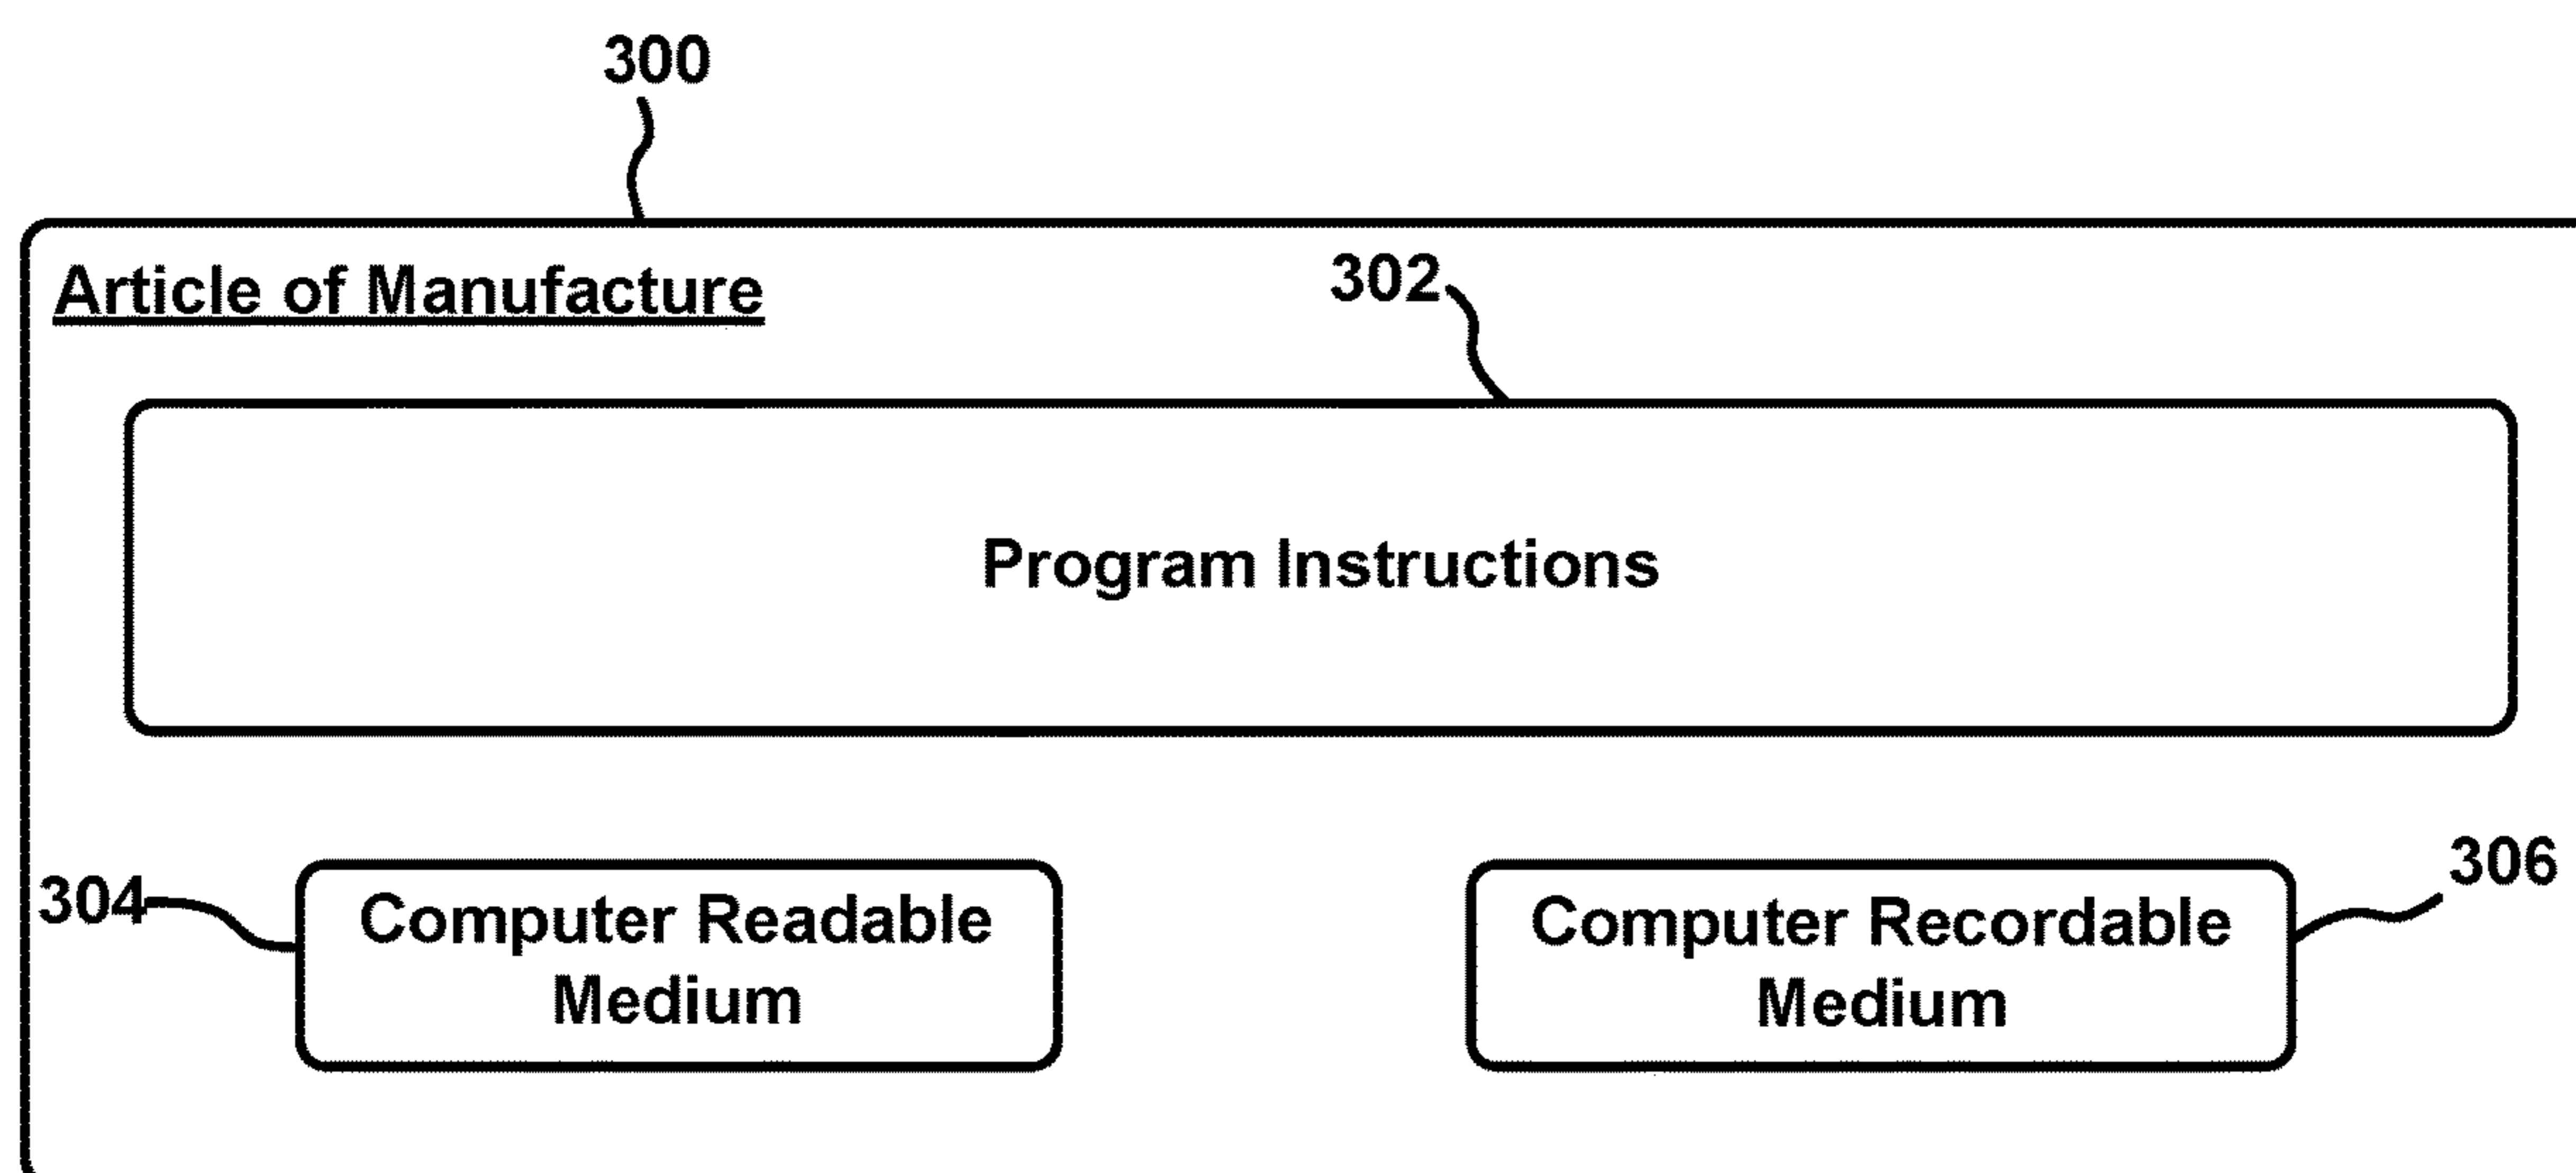 300
Article of Manufacture
302
Program Instructions
304
Computer Readable
Medium
Computer Recordable
Medium
306